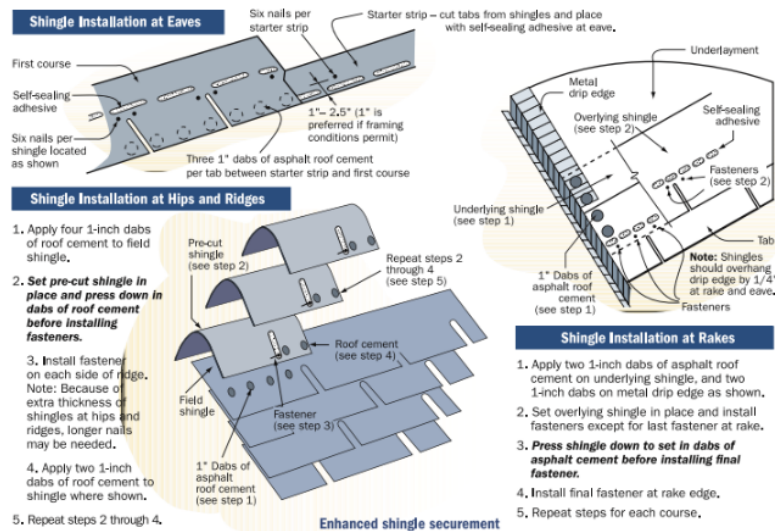 Shingle Installation at Eaves
Six nails per
starter strip
Starter strip – cut tabs from shingles and place
with self-sealing adhesive at eave.
First course
Self-sealing
adhesive
Six nails per
shingle located
as shown
1"– 2.5" (1" is
preferred if framing
conditions permit)
Three 1" dabs of asphalt roof cement
per tab between starter strip and first course
Underlayment
Metal
drip edge
Overlying shingle
(see step 2)
Self-sealing
adhesive
Fasteners
(see step 2)
Underlying shingle
(see step 1)
Tab
1" Dabs of
asphalt roof
cement
(see step 1)
Note: Shingles
should overhang
drip edge by 1/4"
at rake and eave.
Fasteners
Shingle Installation at Hips and Ridges
1. Apply four 1-inch dabs
of roof cement to field
shingle.
2. Set pre-cut shingle in
place and press down in
dabs of roof cement
before installing
fasteners.
3. Install fastener
on each side of ridge.
Note: Because of
extra thickness of
shingles at hips and
ridges, longer nails
may be needed.
4. Apply two 1-inch
dabs of roof cement to
shingle where shown.
5. Repeat steps 2 through 4.
Pre-cut
shingle
(see step 2)
Repeat steps 2
through 4
(see step 5)
Roof cement
(see step 4)
Field
shingle
Fastener
(see step 3)
1" Dabs of
asphalt
roof cement
(see step 1)
Enhanced shingle securement
Shingle Installation at Rakes
1. Apply two 1-inch dabs of asphalt roof
cement on underlying shingle, and two
1-inch dabs on metal drip edge as shown.
2. Set overlying shingle in place and install
fasteners except for last fastener at rake.
3. Press shingle down to set in dabs of
asphalt cement before installing final
fastener.
4. Install final fastener at rake edge.
5. Repeat steps for each course.